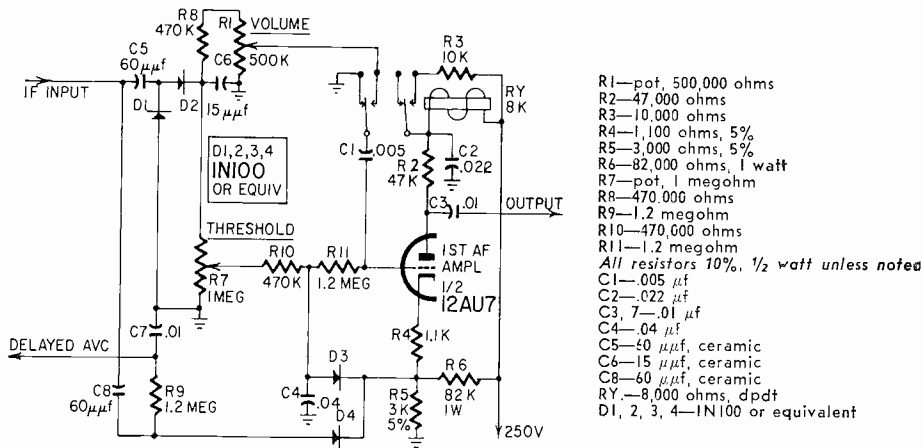 R8
470K
R1
VOLUME
500K
C5
60μμf
C6
15μμf
IF INPUT
D1
D2
D1,2,3,4
IN100
OR EQUIV
R3
10K
RY
8K
C1
.005
R2
47K
C2
.022
C3
.01
OUTPUT
THRESHOLD
R7
1MEG
R10
470K
R11
1.2 MEG
1ST AF
AMPL
1/2
12AU7
C7
.01
DELAYED AVC
R4
1.1K
C8
60μμf
R9
1.2 MEG
C4
.04
D3
D4
R5
3K
5%
R6
82K
1W
250V
R1—pot, 500,000 ohms
R2—47,000 ohms
R3—10,000 ohms
R4—1,100 ohms, 5%
R5—3,000 ohms, 5%
R6—82,000 ohms, 1 watt
R7—pot, 1 megohm
R8—470,000 ohms
R9—1.2 megohm
R10—470,000 ohms
R11—1.2 megohm
All resistors 10%, ½ watt unless noted
C1—.005 μf
C2—.022 μf
C3, 7—.01 μf
C4—.04 μf
C5—60 μμf, ceramic
C6—15 μμf, ceramic
C8—60 μμf, ceramic
RY.—8,000 ohms, dpdt
D1, 2, 3, 4—IN100 or equivalent